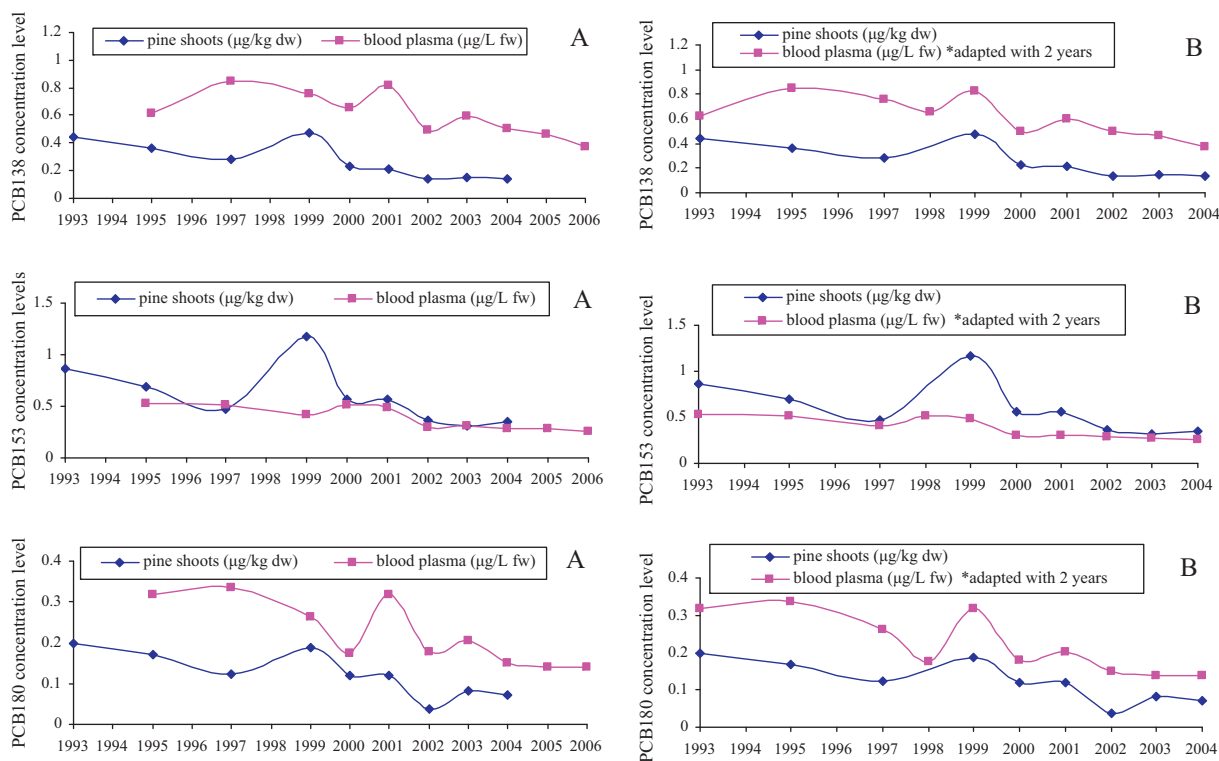 A
pine shoots (µg/kg dw) blood plasma (µg/L fw)
PCB138 concentration level
1.2
1
0.8
0.6
0.4
0.2
0
1993 1994 1995 1997 1998 1999 2000 2001 2002 2003 2004 2005 2006
B
pine shoots (µg/kg dw)
blood plasma (µg/L fw) *adapted with 2 years
PCB138 concentration level
1.2
1
0.8
0.6
0.4
0.2
0
1993 1994 1995 1997 1998 1999 2000 2001 2002 2003 2004
A
pine shoots (µg/kg dw) blood plasma (µg/L fw)
PCB153 concentration levels
1.5
1
0.5
0
1993 1994 1995 1997 1998 1999 2000 2001 2002 2003 2004 2005 2006
B
pine shoots (µg/kg dw)
blood plasma (µg/L fw) *adapted with 2 years
PCB153 concentration level
1.5
1
0.5
0
1993 1994 1995 1997 1998 1999 2000 2001 2002 2003 2004
A
pine shoots (µg/kg dw) blood plasma (µg/L fw)
PCB180 concentration level
0.4
0.3
0.2
0.1
0
1993 1994 1995 1997 1998 1999 2000 2001 2002 2003 2004 2005 2006
B
pine shoots (µg/kg dw)
blood plasma (µg/L fw) *adapted with 2 years
PCB180 concentration level
0.4
0.3
0.2
0.1
0
1993 1994 1995 1997 1998 1999 2000 2001 2002 2003 2004